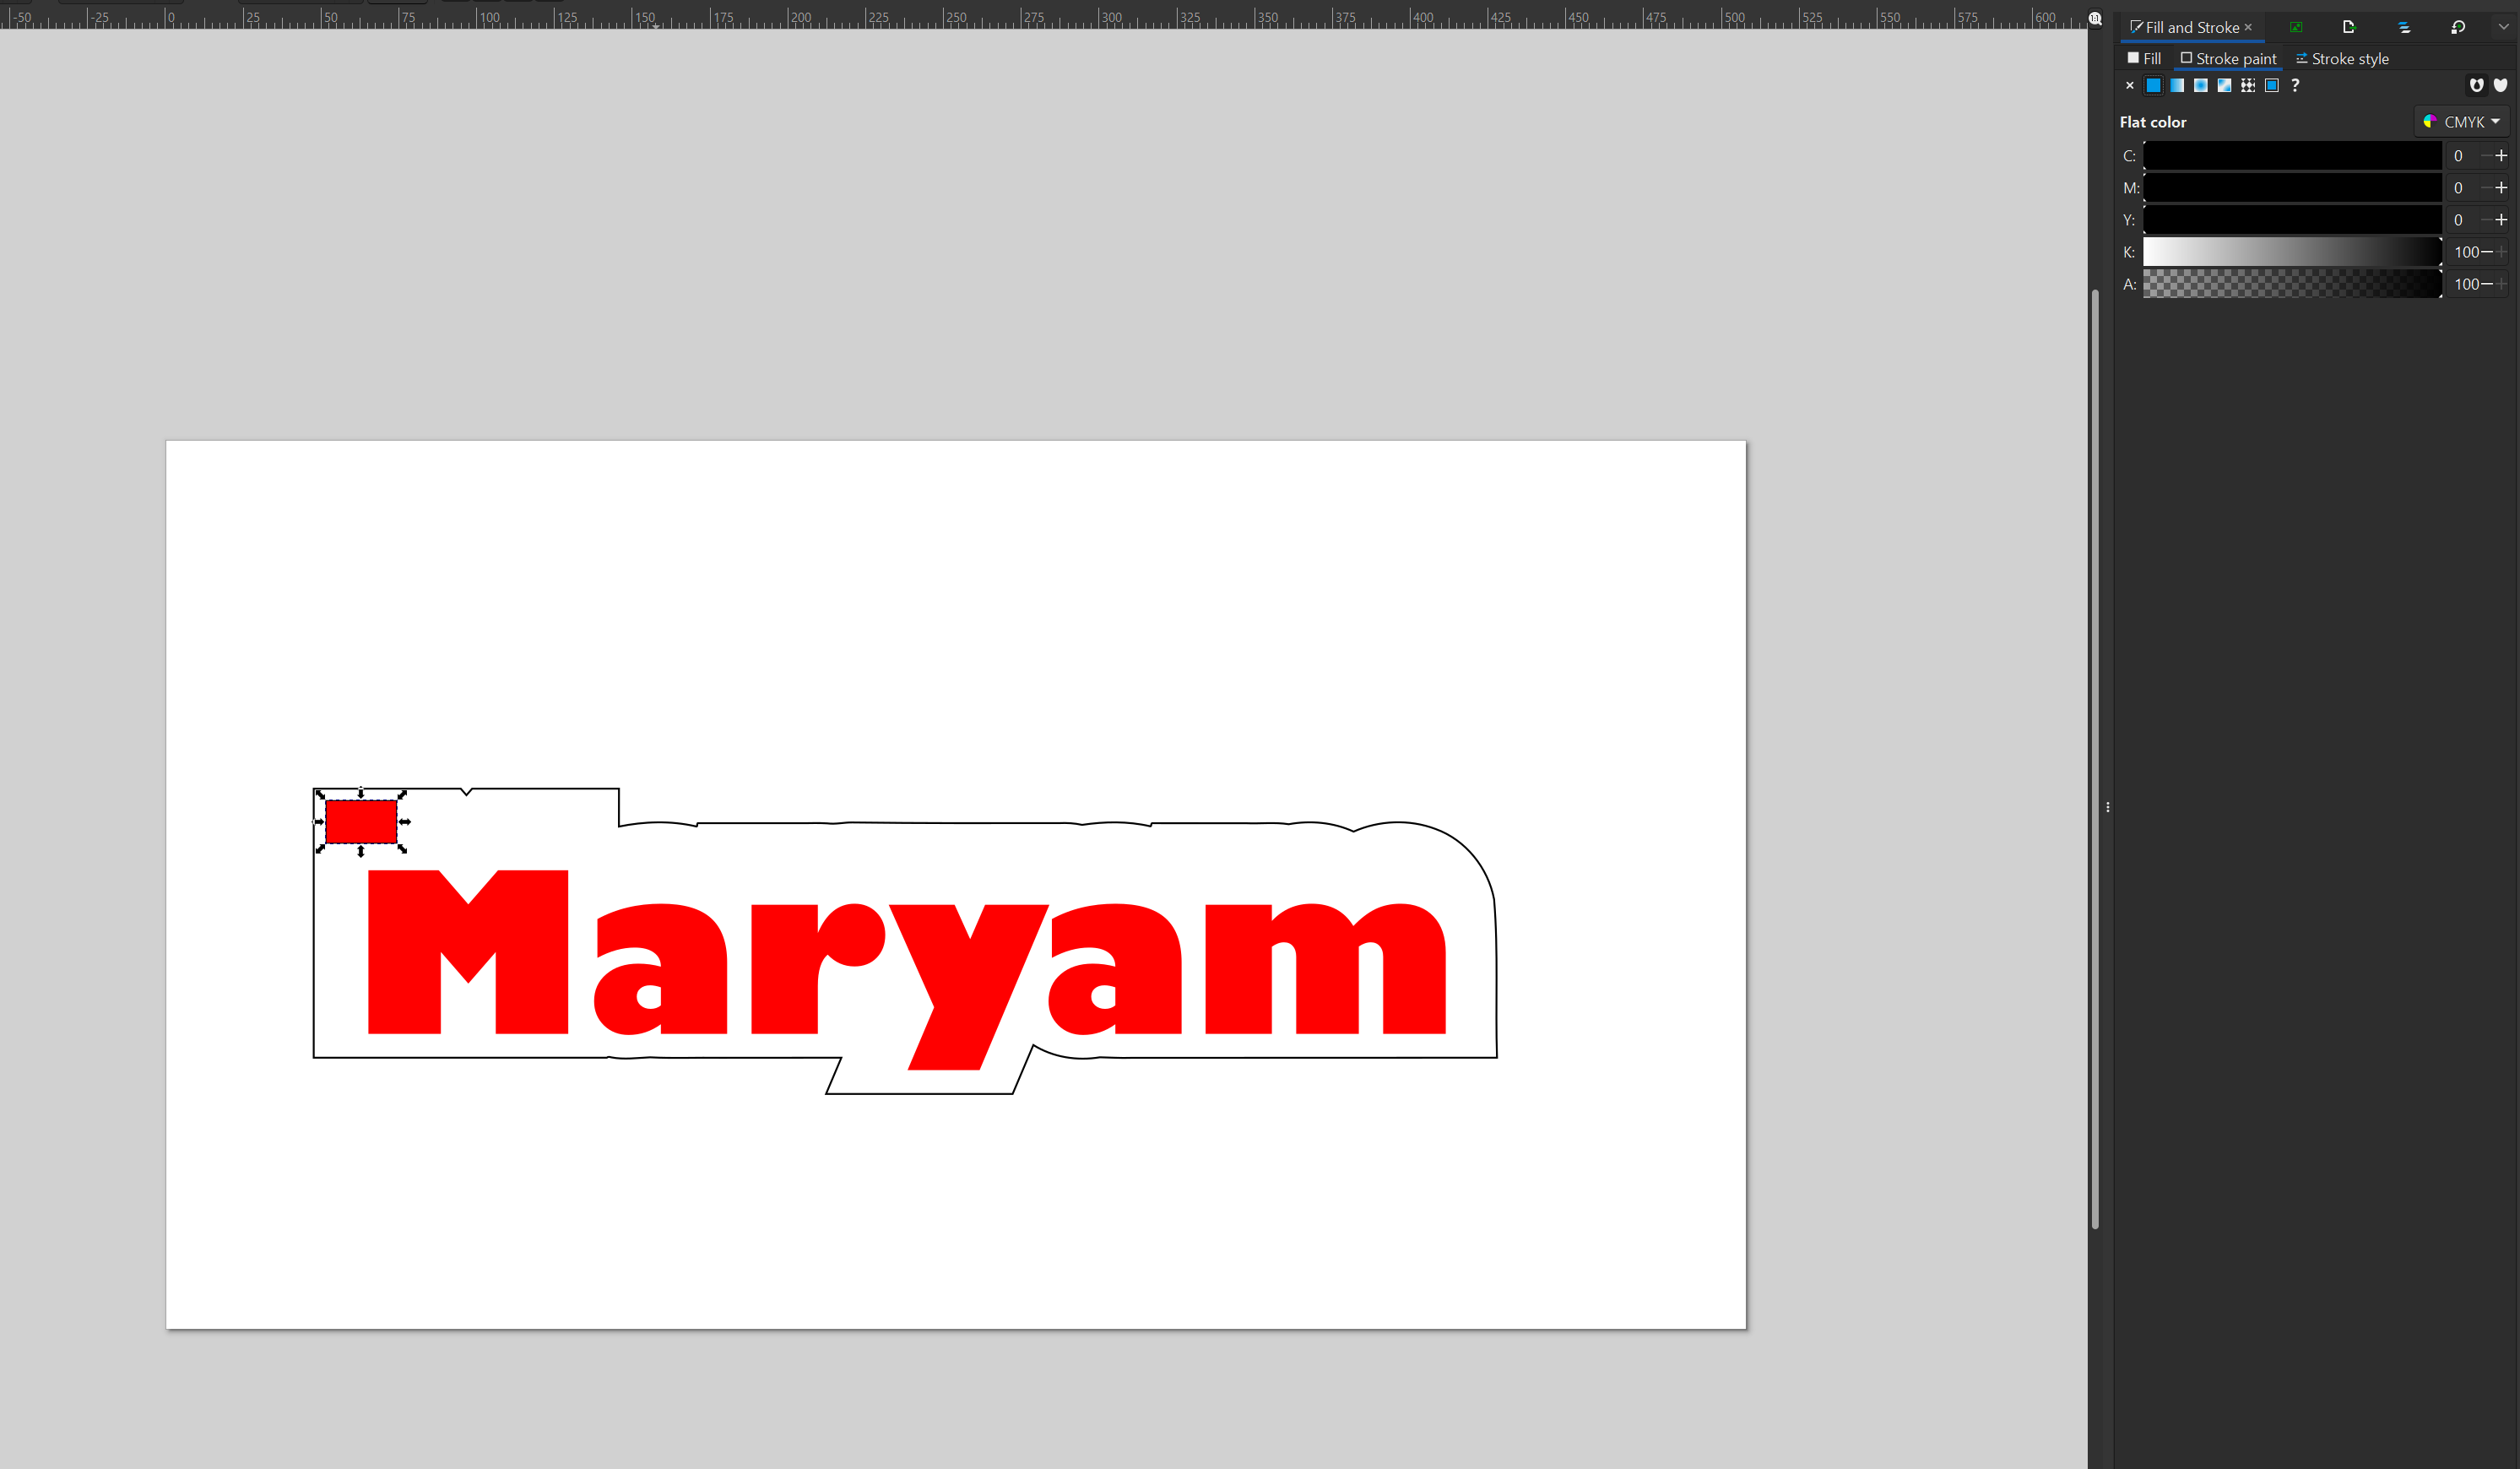 -50 -25 0 25 50 75 100 125 150 175 200 225 250 275 300 325 350 375 400 425 450 475 500 525 550 575 600
Fill and Stroke ×
Fill Stroke paint Stroke style
× ?
Flat color CMYK
C: 0 − +
M: 0 − +
Y: 0 − +
K: 100 − +
A: 100 − +
Maryam